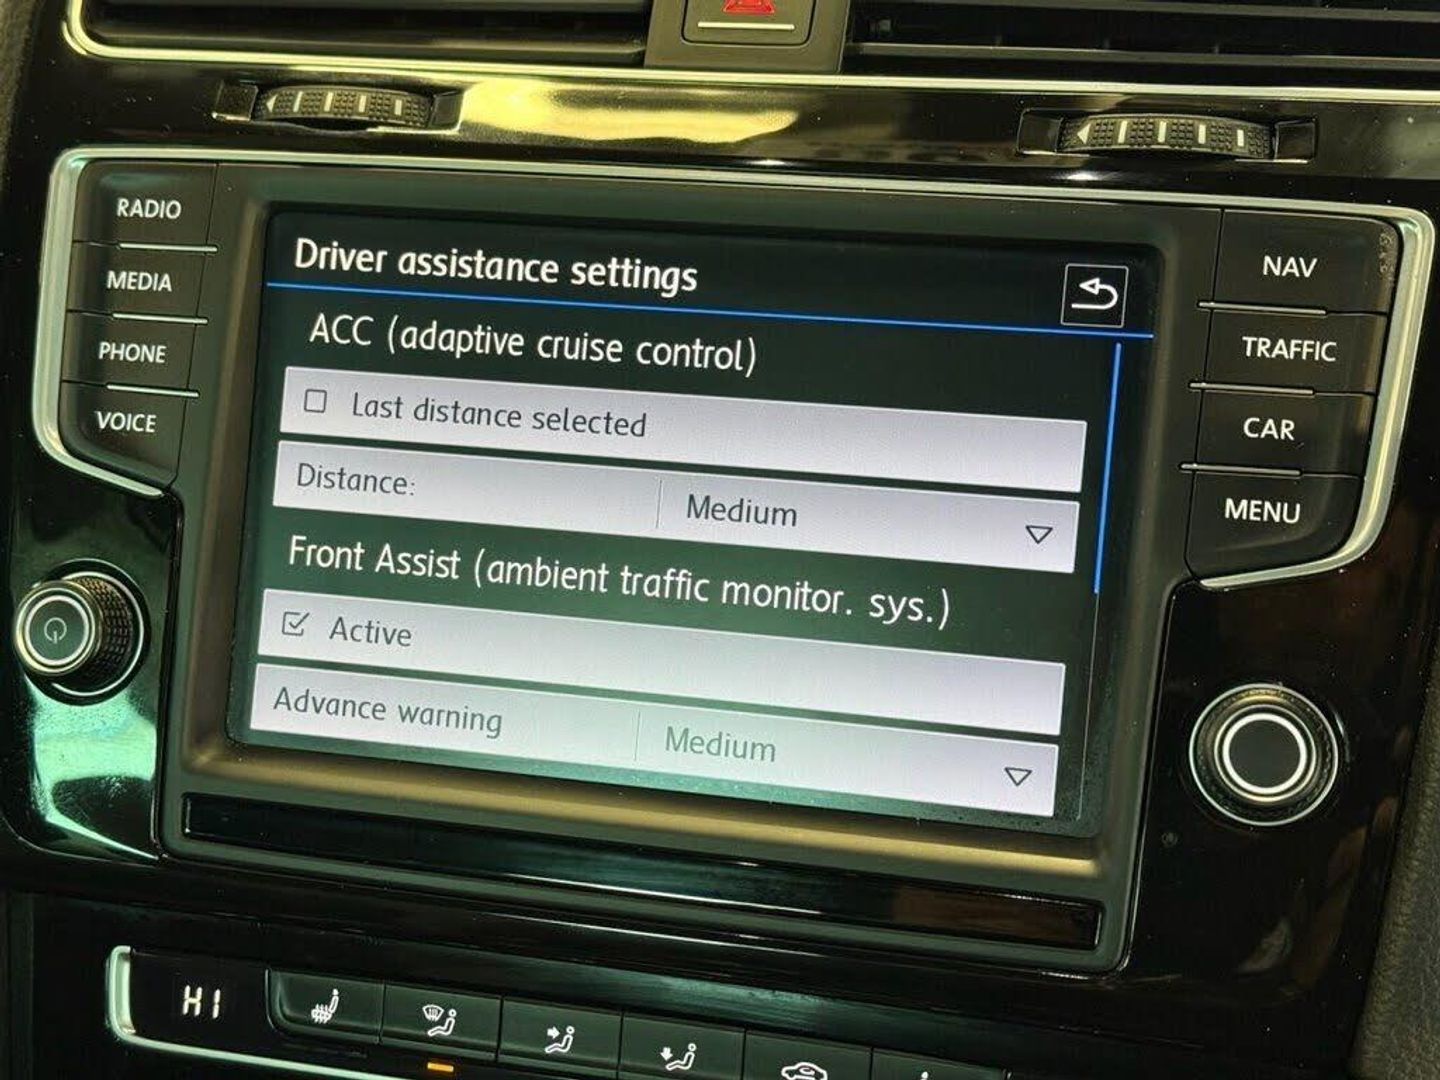 RADIO
MEDIA
PHONE
VOICE
Driver assistance settings
ACC (adaptive cruise control)
Last distance selected
Distance: Medium
Front Assist (ambient traffic monitor. sys.)
Active
Advance warning Medium
NAV
TRAFFIC
CAR
MENU
HI